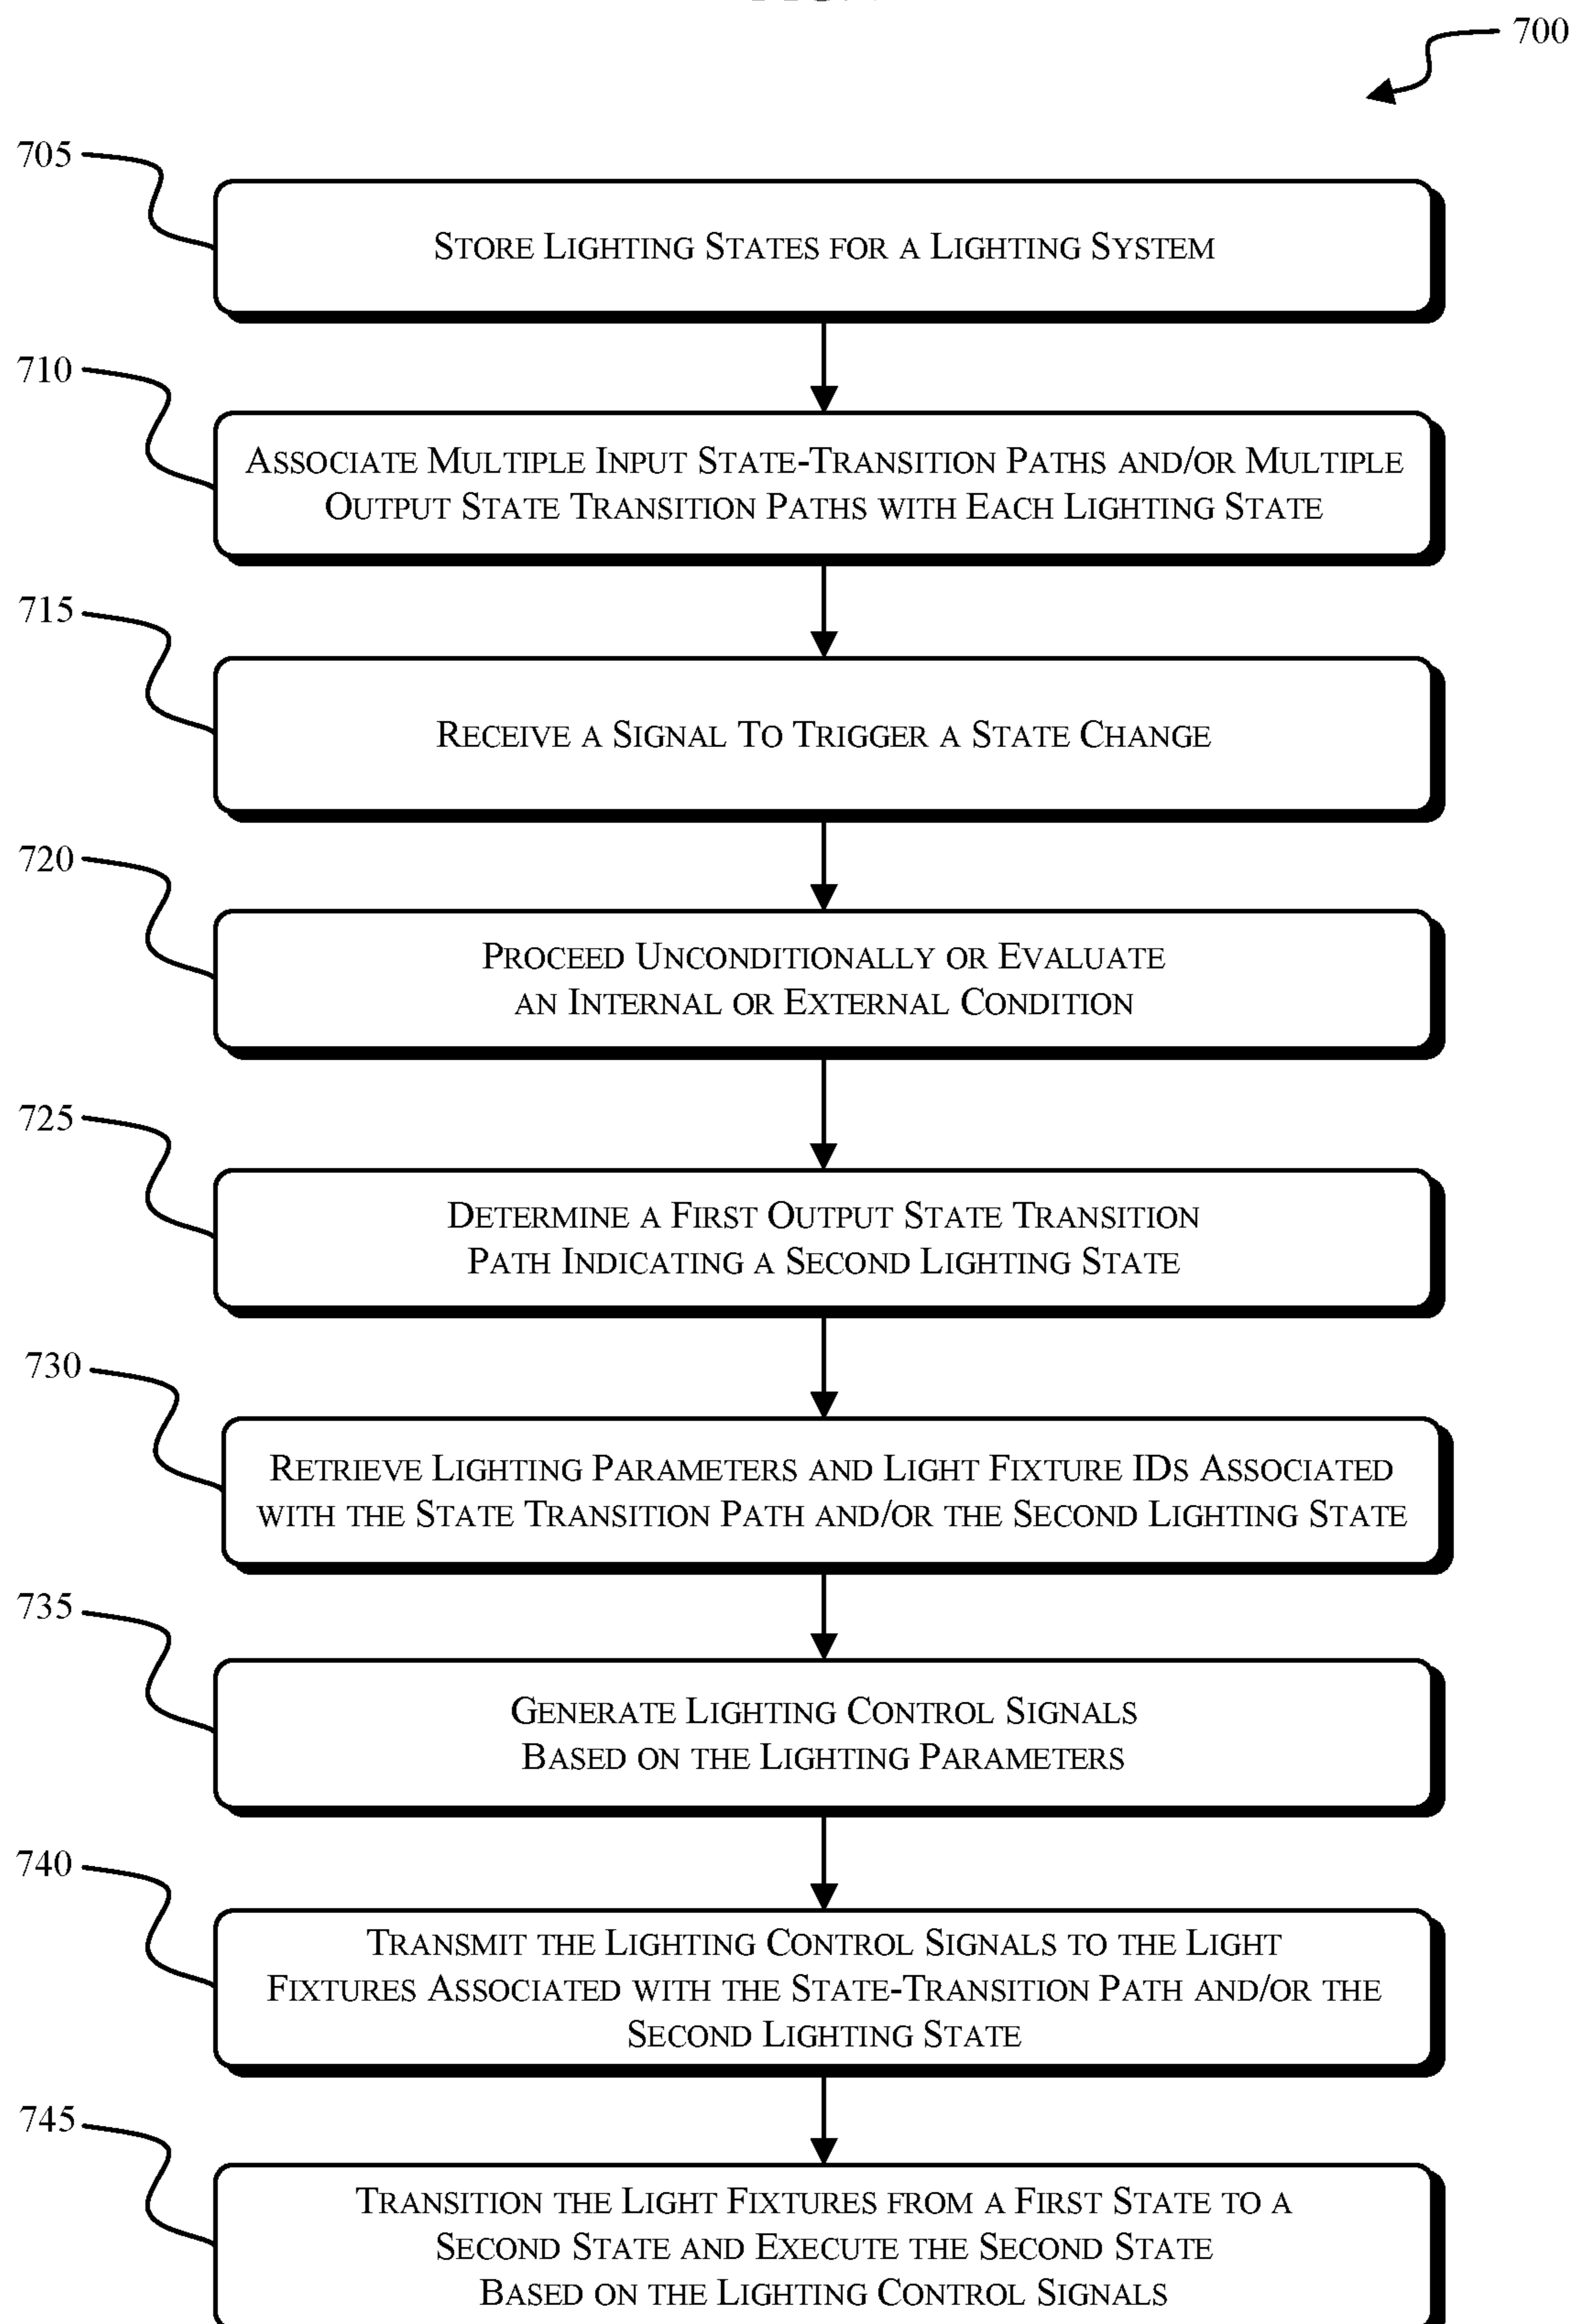 700
705
STORE LIGHTING STATES FOR A LIGHTING SYSTEM
710
ASSOCIATE MULTIPLE INPUT STATE-TRANSITION PATHS AND/OR MULTIPLE
OUTPUT STATE TRANSITION PATHS WITH EACH LIGHTING STATE
715
RECEIVE A SIGNAL TO TRIGGER A STATE CHANGE
720
PROCEED UNCONDITIONALLY OR EVALUATE
AN INTERNAL OR EXTERNAL CONDITION
725
DETERMINE A FIRST OUTPUT STATE TRANSITION
PATH INDICATING A SECOND LIGHTING STATE
730
RETRIEVE LIGHTING PARAMETERS AND LIGHT FIXTURE IDS ASSOCIATED
WITH THE STATE TRANSITION PATH AND/OR THE SECOND LIGHTING STATE
735
GENERATE LIGHTING CONTROL SIGNALS
BASED ON THE LIGHTING PARAMETERS
740
TRANSMIT THE LIGHTING CONTROL SIGNALS TO THE LIGHT
FIXTURES ASSOCIATED WITH THE STATE-TRANSITION PATH AND/OR THE
SECOND LIGHTING STATE
745
TRANSITION THE LIGHT FIXTURES FROM A FIRST STATE TO A
SECOND STATE AND EXECUTE THE SECOND STATE
BASED ON THE LIGHTING CONTROL SIGNALS